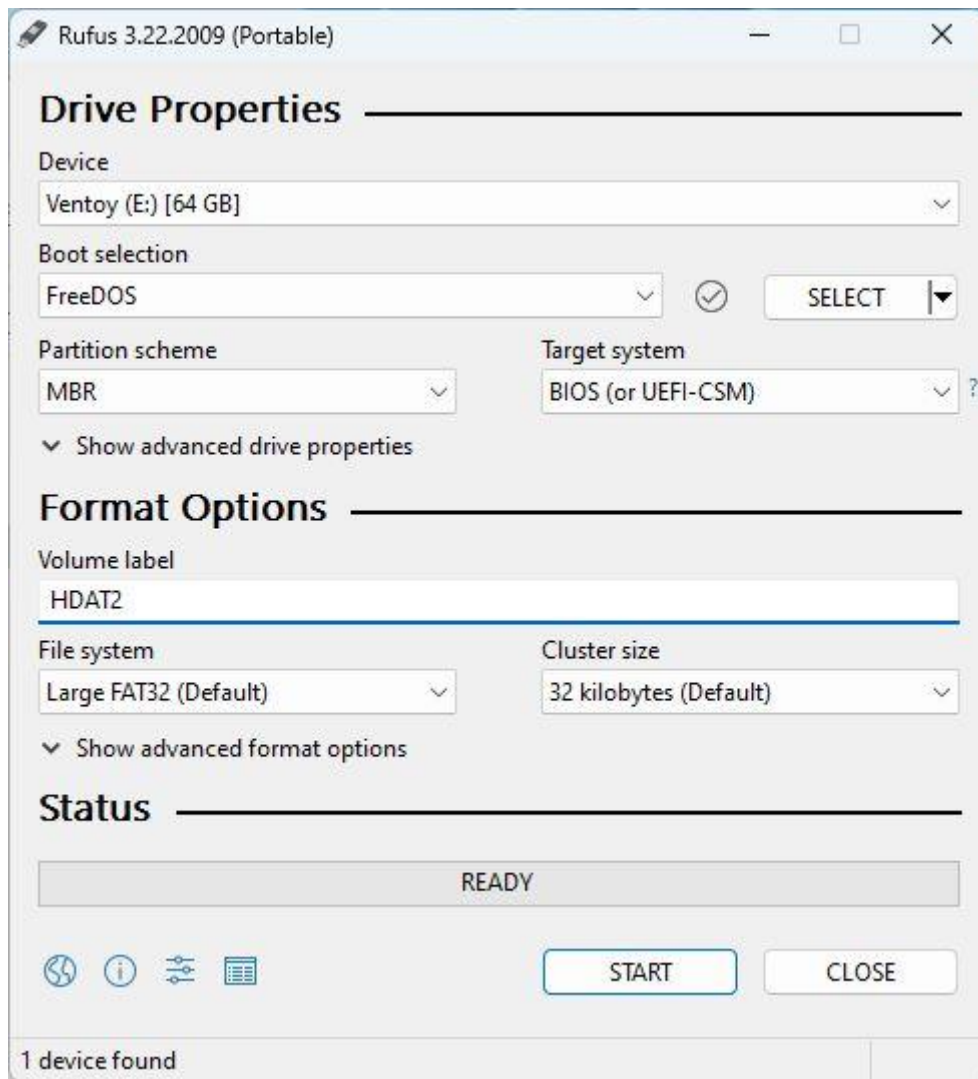 Rufus 3.22.2009 (Portable)
Drive Properties
Device
Ventoy (E:) [64 GB]
Boot selection
FreeDOS
SELECT
Partition scheme
Target system
MBR
BIOS (or UEFI-CSM)
?
Show advanced drive properties
Format Options
Volume label
HDAT2
File system
Cluster size
Large FAT32 (Default)
32 kilobytes (Default)
Show advanced format options
Status
READY
START
CLOSE
1 device found